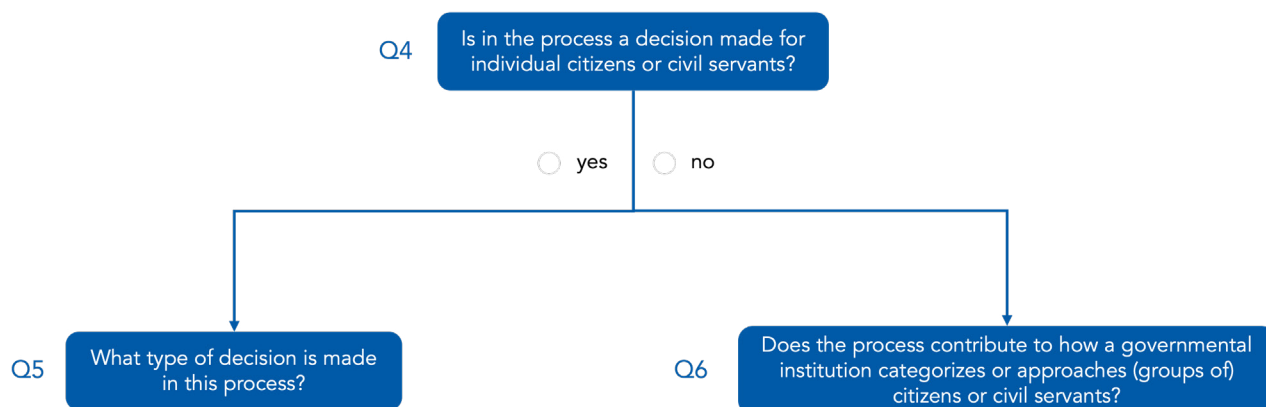 Q4
Is in the process a decision made for
individual citizens or civil servants?
yes
no
Q5
What type of decision is made
in this process?
Q6
Does the process contribute to how a governmental
institution categorizes or approaches (groups of)
citizens or civil servants?